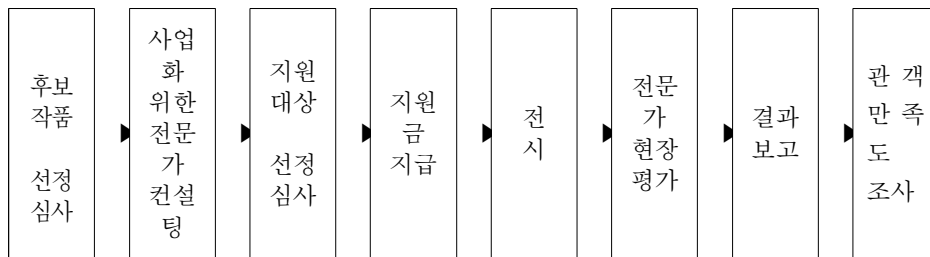 후보
작품
선정
심사
사업
화
위한
전문
가
컨설
팅
지원
대상
선정
심사
지원
금
지급
전
시
전문
가
현장
평가
결과
보고
관 객
만 족
도
조사